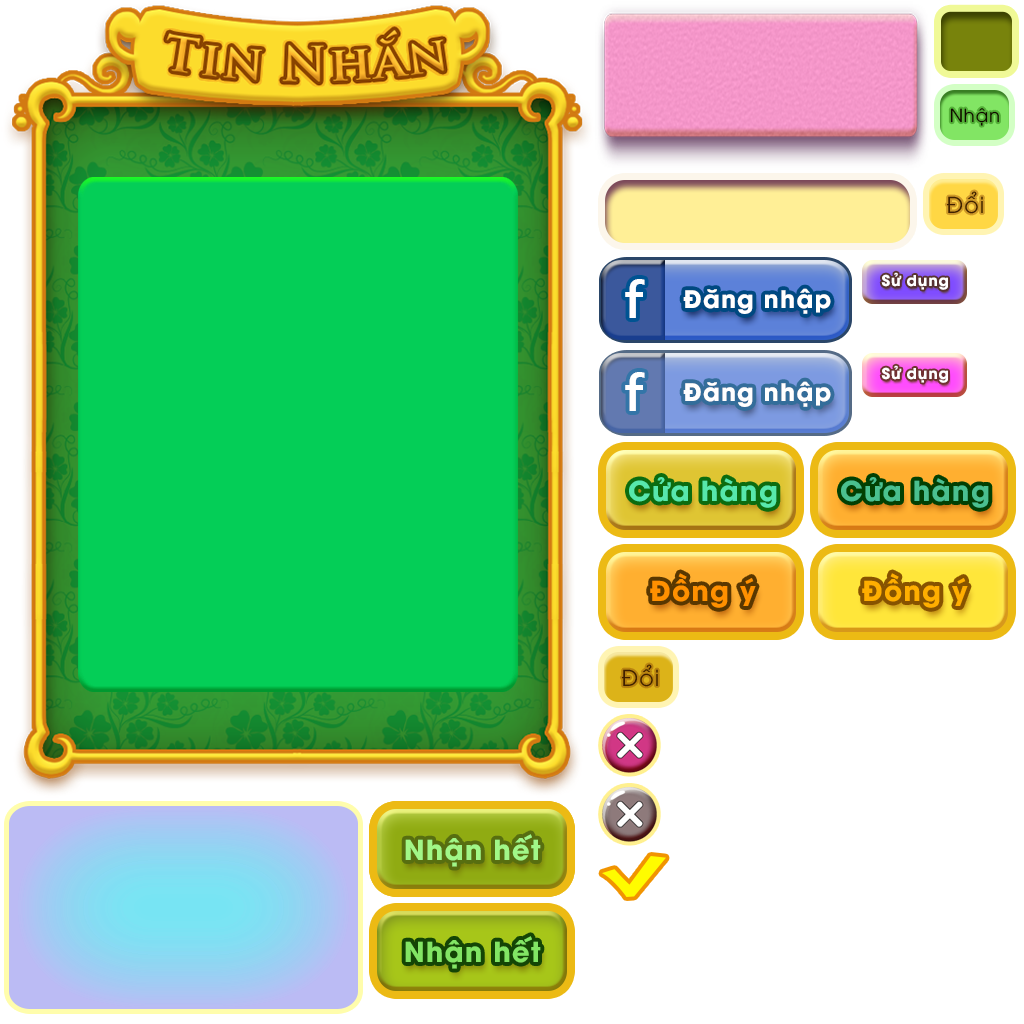 TIN NHẮN
Nhận
Đổi
f Đăng nhập
Sử dụng
f Đăng nhập
Sử dụng
Cửa hàng
Cửa hàng
Đồng ý
Đồng ý
Đổi
Nhận hết
Nhận hết